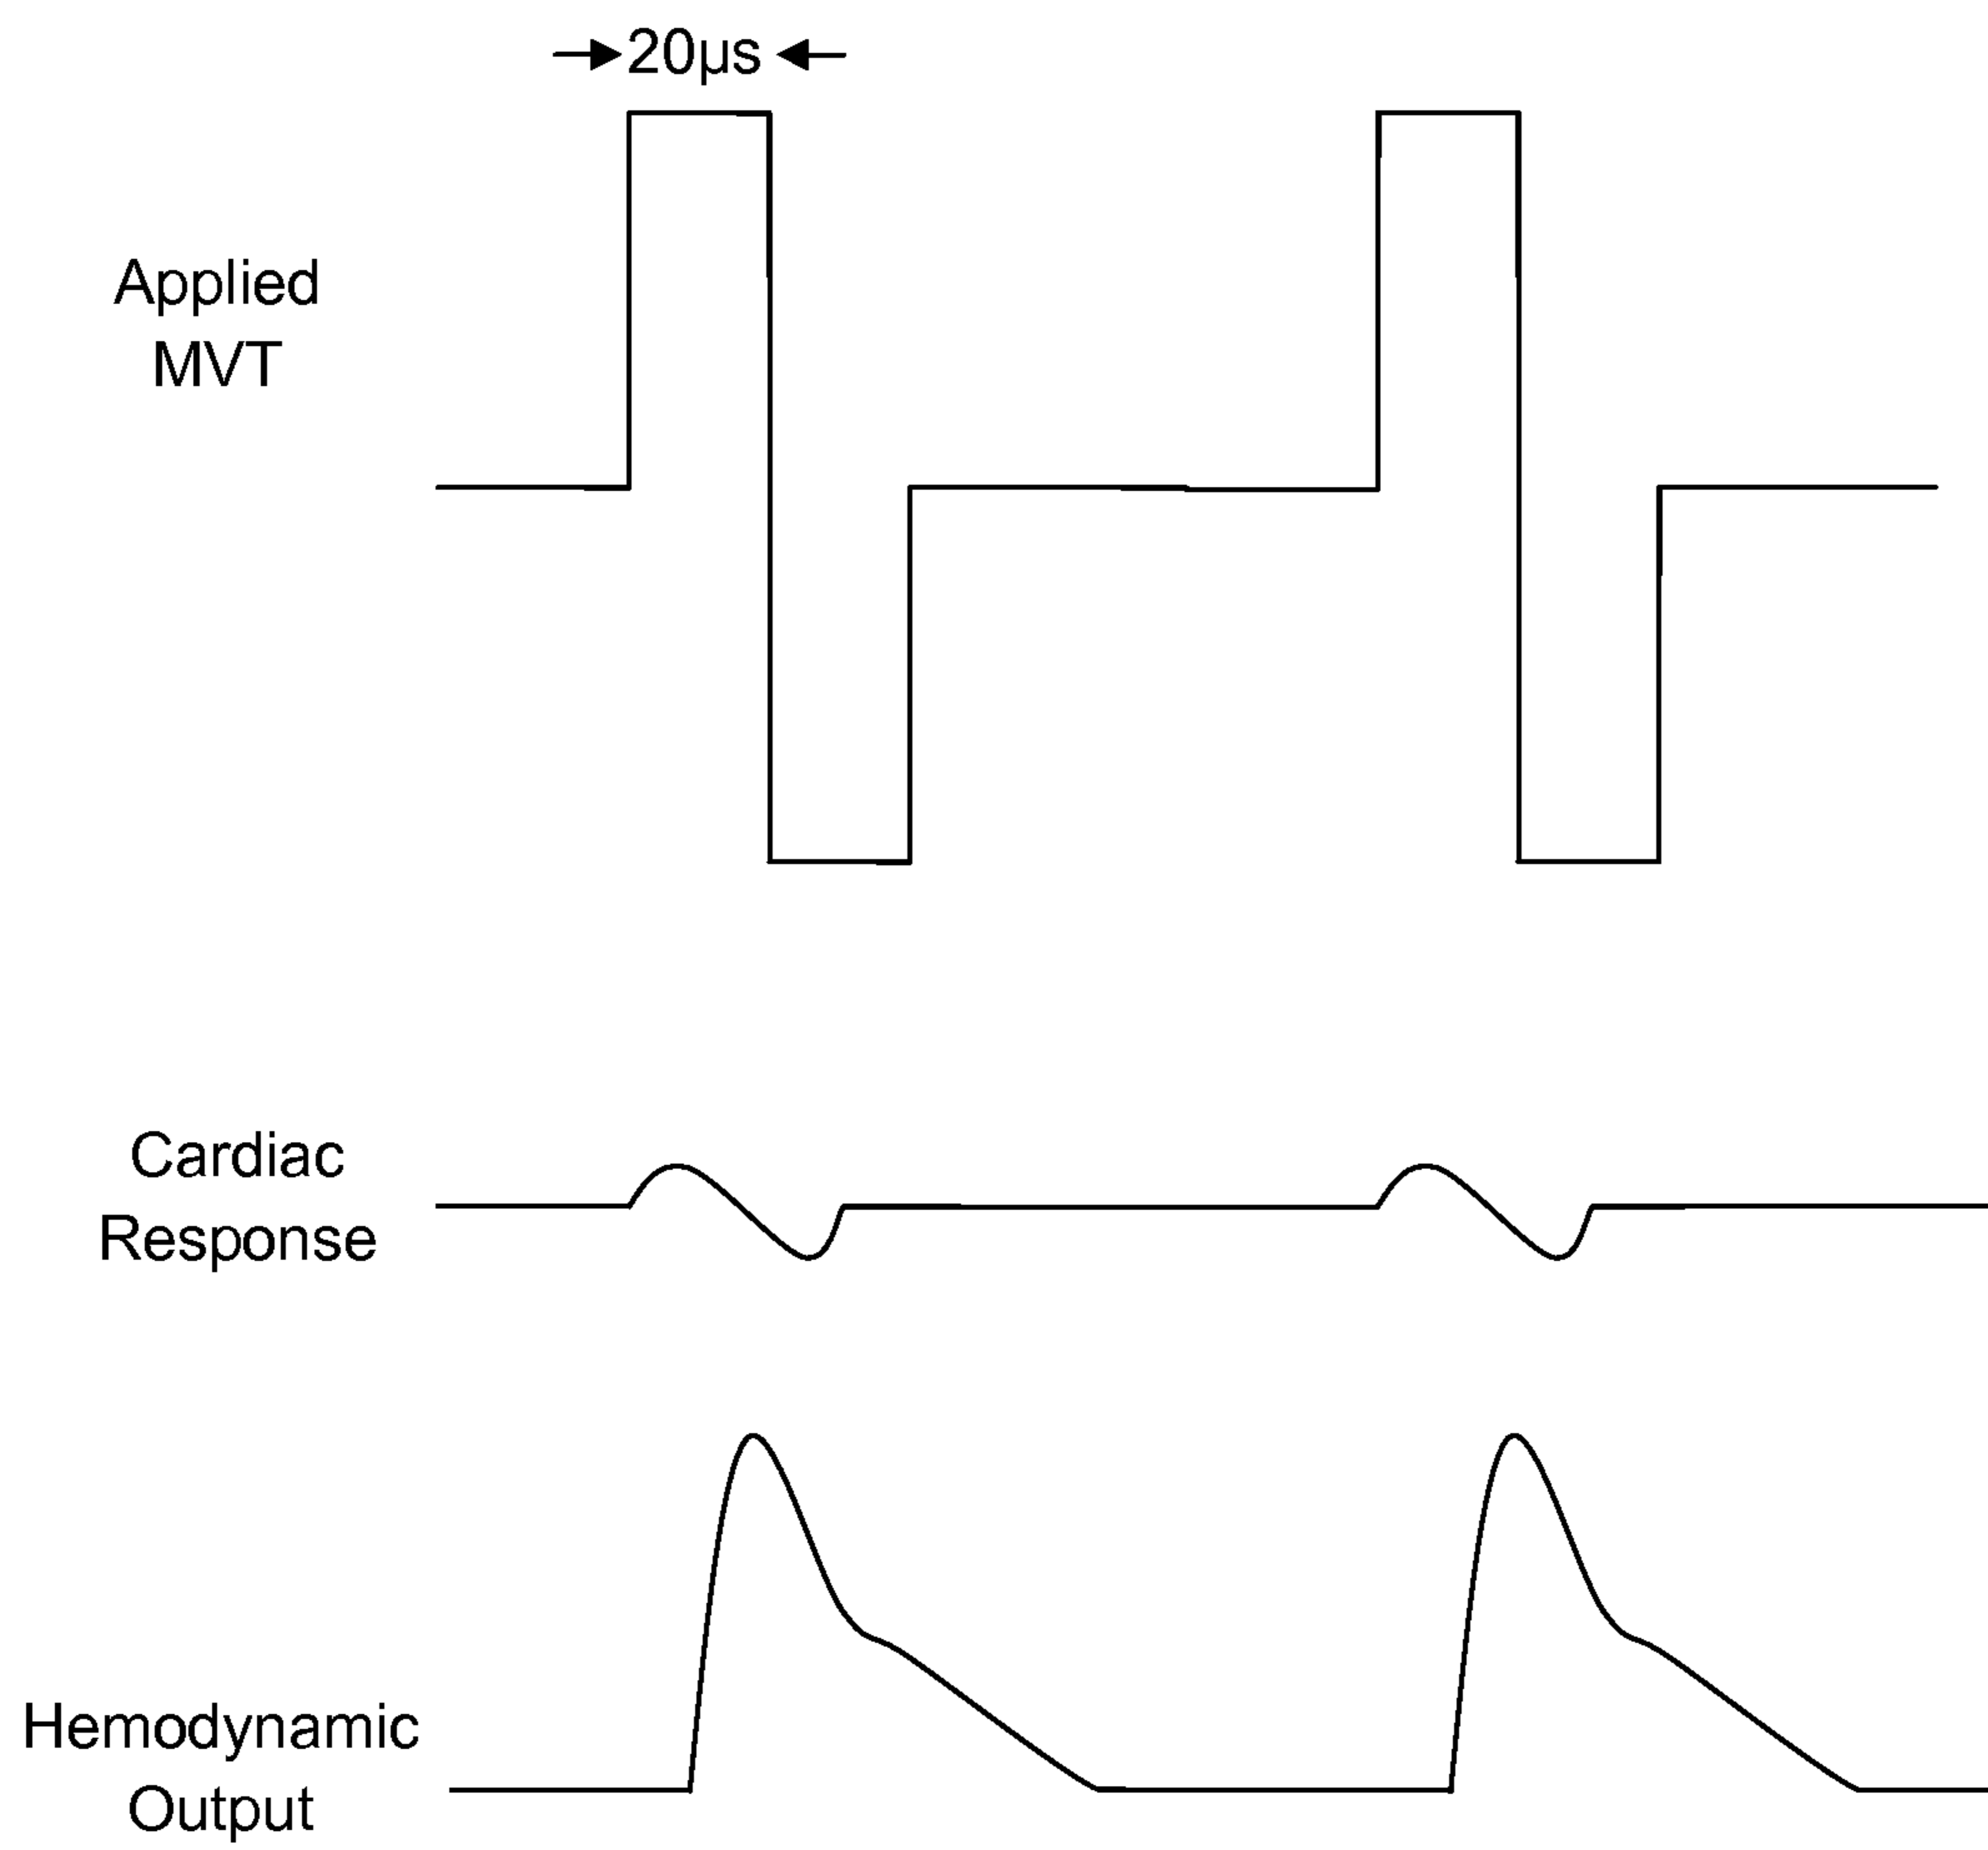 20µs
Applied
MVT
Cardiac
Response
Hemodynamic
Output